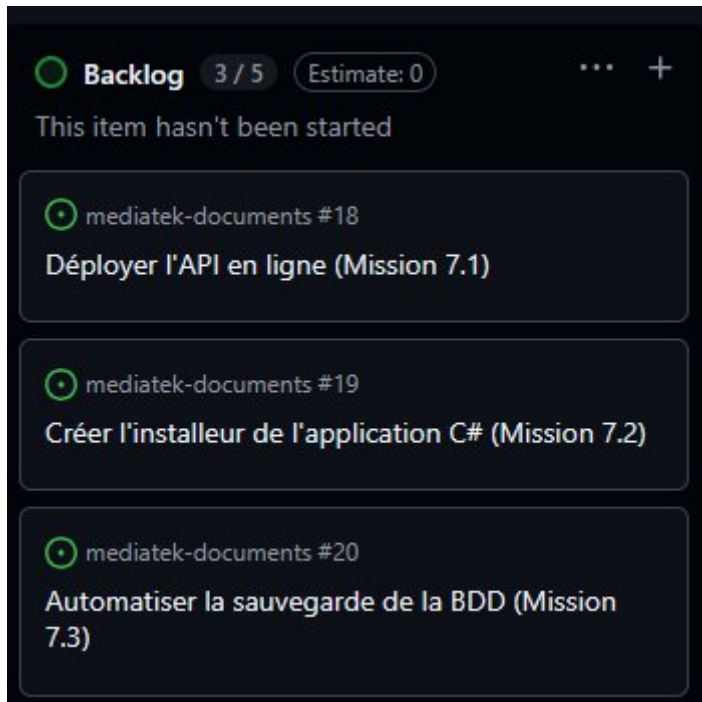 Backlog 3 / 5 Estimate: 0
This item hasn't been started
mediatek-documents #18
Déployer l'API en ligne (Mission 7.1)
mediatek-documents #19
Créer l'installeur de l'application C# (Mission 7.2)
mediatek-documents #20
Automatiser la sauvegarde de la BDD (Mission
7.3)